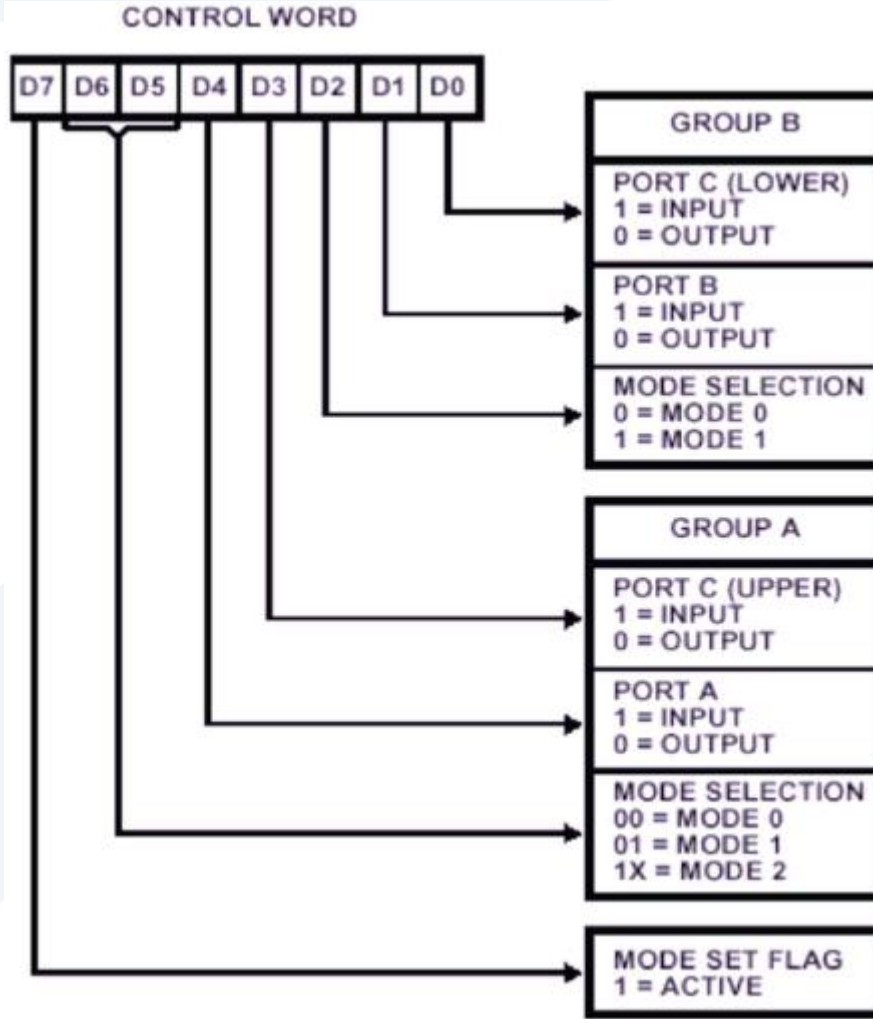 CONTROL WORD
D7 D6 D5 D4 D3 D2 D1 D0
GROUP B
PORT C (LOWER)
1 = INPUT
0 = OUTPUT
PORT B
1 = INPUT
0 = OUTPUT
MODE SELECTION
0 = MODE 0
1 = MODE 1
GROUP A
PORT C (UPPER)
1 = INPUT
0 = OUTPUT
PORT A
1 = INPUT
0 = OUTPUT
MODE SELECTION
00 = MODE 0
01 = MODE 1
1X = MODE 2
MODE SET FLAG
1 = ACTIVE